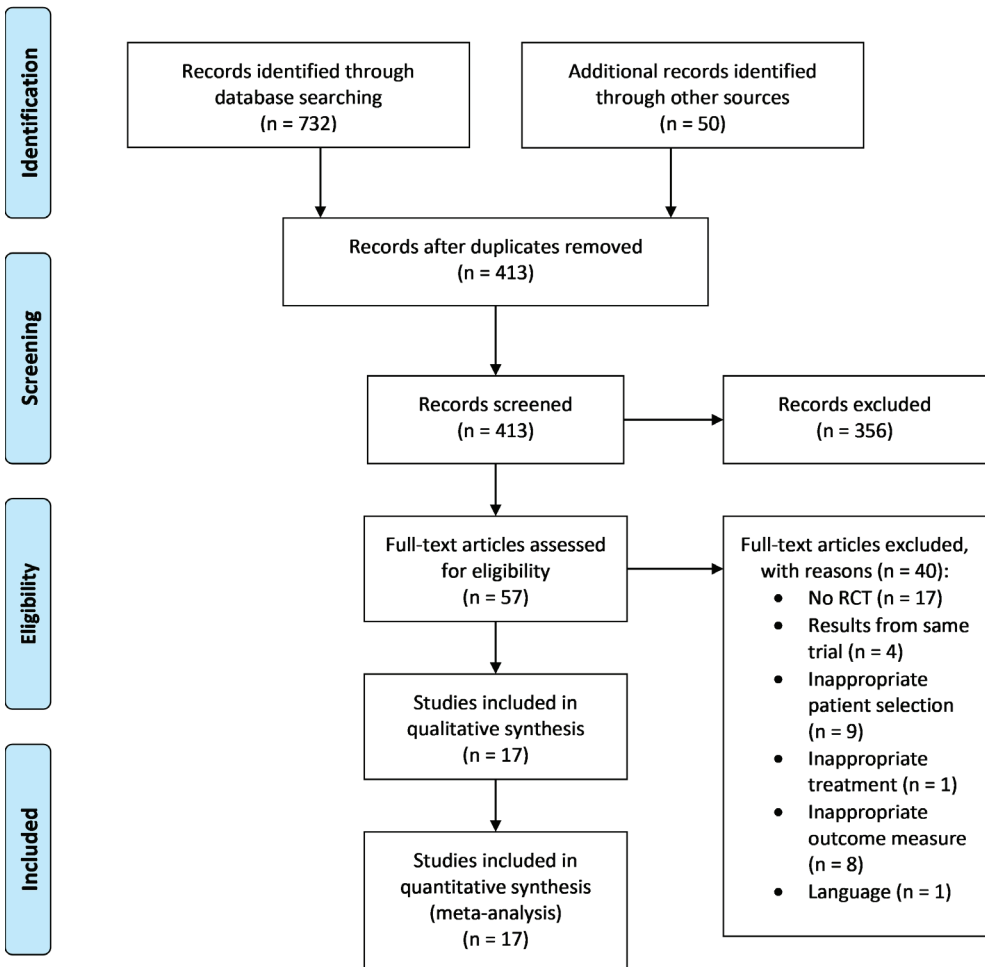 Identification
Records identified through
database searching
(n = 732)
Additional records identified
through other sources
(n = 50)
Records after duplicates removed
(n = 413)
Screening
Records screened
(n = 413)
Records excluded
(n = 356)
Eligibility
Full-text articles assessed
for eligibility
(n = 57)
Full-text articles excluded,
with reasons (n = 40):
• No RCT (n = 17)
• Results from same
trial (n = 4)
• Inappropriate
patient selection
(n = 9)
• Inappropriate
treatment (n = 1)
• Inappropriate
outcome measure
(n = 8)
• Language (n = 1)
Studies included in
qualitative synthesis
(n = 17)
Included
Studies included in
quantitative synthesis
(meta-analysis)
(n = 17)